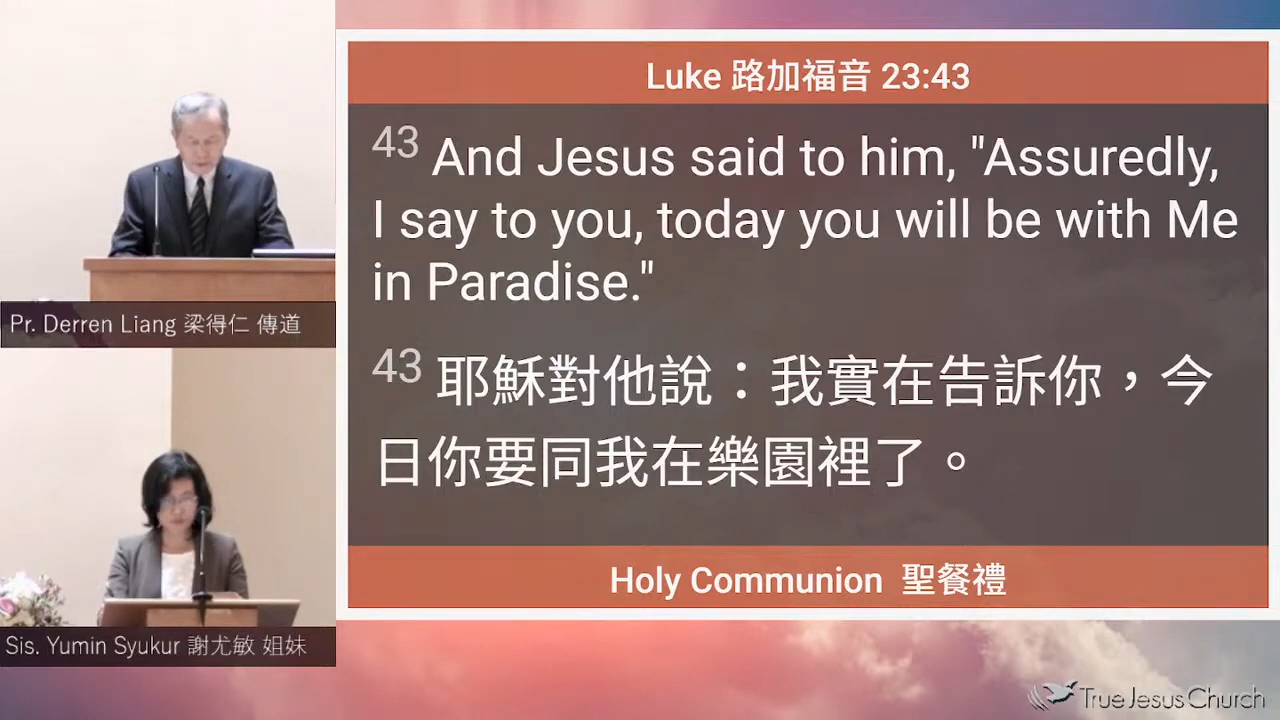 Luke 路加福音 23:43
43 And Jesus said to him, "Assuredly,
I say to you, today you will be with Me
in Paradise."
43 耶穌對他說：我實在告訴你，今
日你要同我在樂園裡了。
Holy Communion 聖餐禮
Pr. Derren Liang 梁得仁 傳道
Sis. Yumin Syukur 謝尤敏 姐妹
True Jesus Church